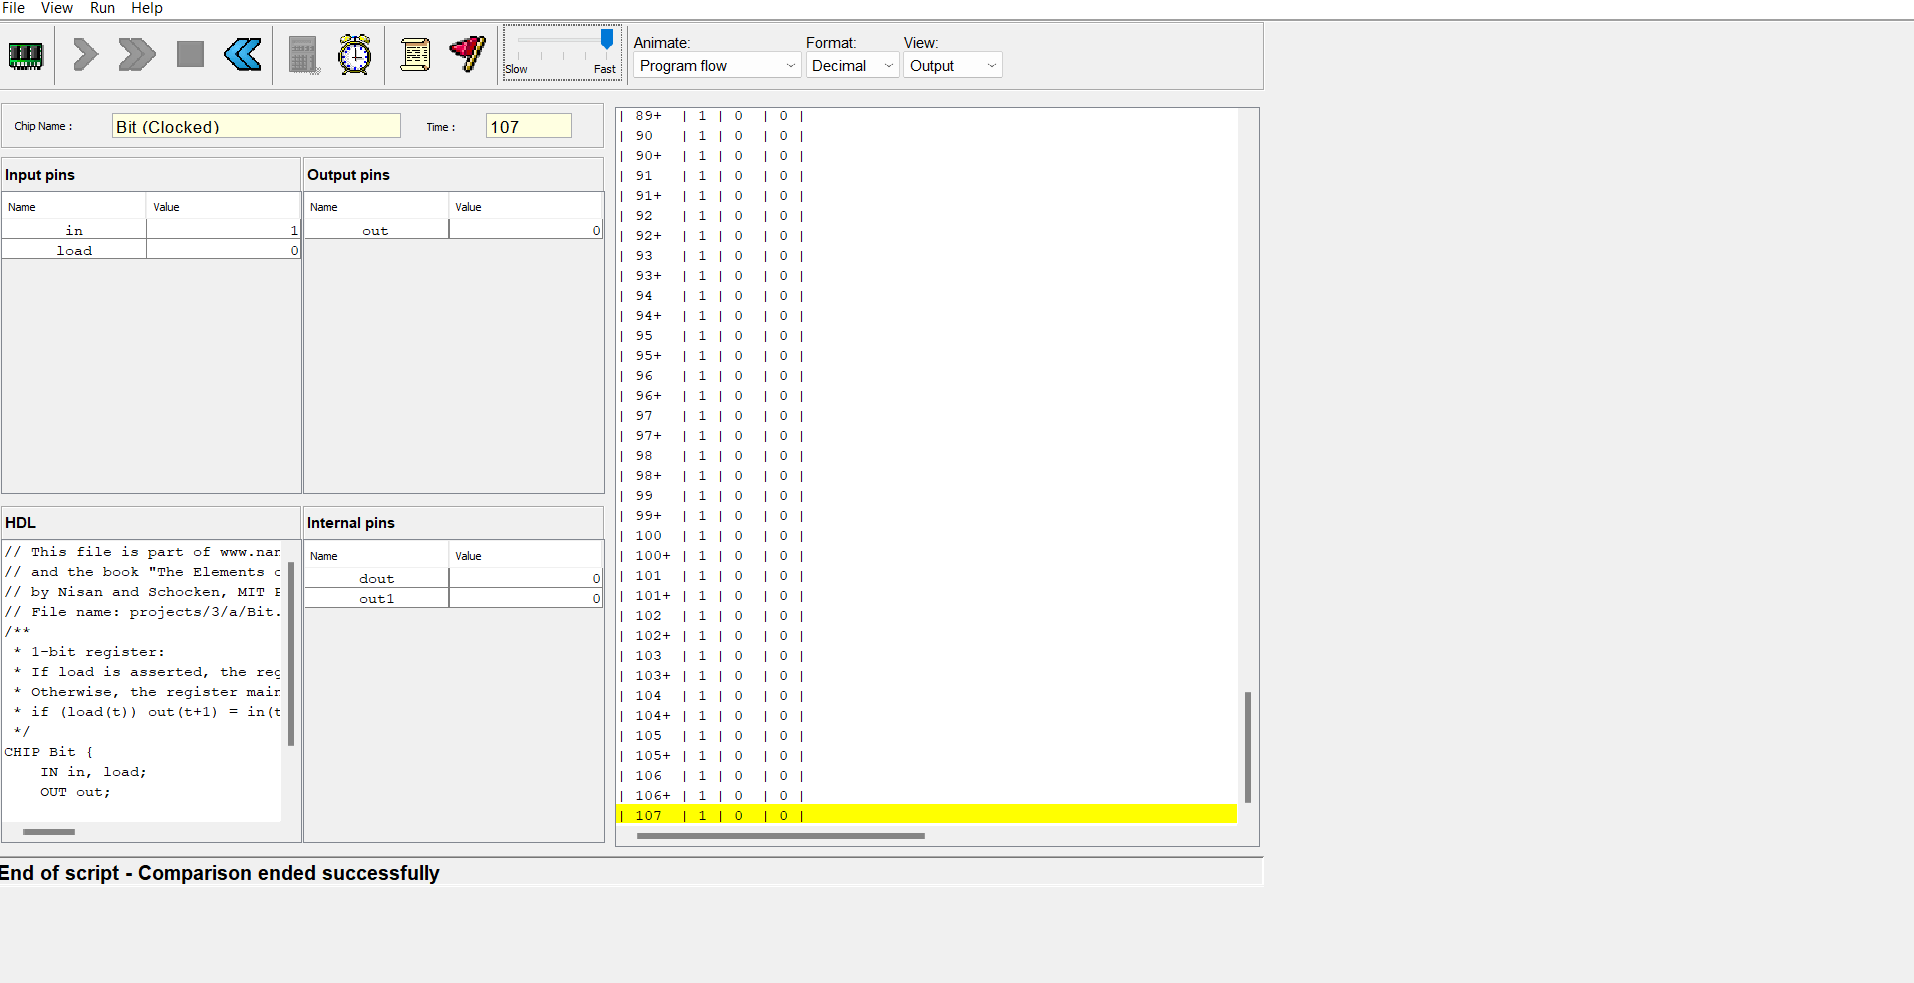 File View Run Help
Slow Fast
Animate: Format: View:
Program flow Decimal Output
Chip Name : Bit (Clocked) Time : 107
Input pins
Name Value
in 1
load 0
Output pins
Name Value
out 0
HDL
// This file is part of www.nan
// and the book "The Elements o
// by Nisan and Schocken, MIT P
// File name: projects/3/a/Bit.
/**
* 1-bit register:
* If load is asserted, the reg
* Otherwise, the register main
* if (load(t)) out(t+1) = in(t
*/
CHIP Bit {
IN in, load;
OUT out;
Internal pins
Name Value
dout 0
out1 0
| 89+ | 1 | 0 | 0 |
| 90 | 1 | 0 | 0 |
| 90+ | 1 | 0 | 0 |
| 91 | 1 | 0 | 0 |
| 91+ | 1 | 0 | 0 |
| 92 | 1 | 0 | 0 |
| 92+ | 1 | 0 | 0 |
| 93 | 1 | 0 | 0 |
| 93+ | 1 | 0 | 0 |
| 94 | 1 | 0 | 0 |
| 94+ | 1 | 0 | 0 |
| 95 | 1 | 0 | 0 |
| 95+ | 1 | 0 | 0 |
| 96 | 1 | 0 | 0 |
| 96+ | 1 | 0 | 0 |
| 97 | 1 | 0 | 0 |
| 97+ | 1 | 0 | 0 |
| 98 | 1 | 0 | 0 |
| 98+ | 1 | 0 | 0 |
| 99 | 1 | 0 | 0 |
| 99+ | 1 | 0 | 0 |
| 100 | 1 | 0 | 0 |
| 100+ | 1 | 0 | 0 |
| 101 | 1 | 0 | 0 |
| 101+ | 1 | 0 | 0 |
| 102 | 1 | 0 | 0 |
| 102+ | 1 | 0 | 0 |
| 103 | 1 | 0 | 0 |
| 103+ | 1 | 0 | 0 |
| 104 | 1 | 0 | 0 |
| 104+ | 1 | 0 | 0 |
| 105 | 1 | 0 | 0 |
| 105+ | 1 | 0 | 0 |
| 106 | 1 | 0 | 0 |
| 106+ | 1 | 0 | 0 |
| 107 | 1 | 0 | 0 |
End of script - Comparison ended successfully